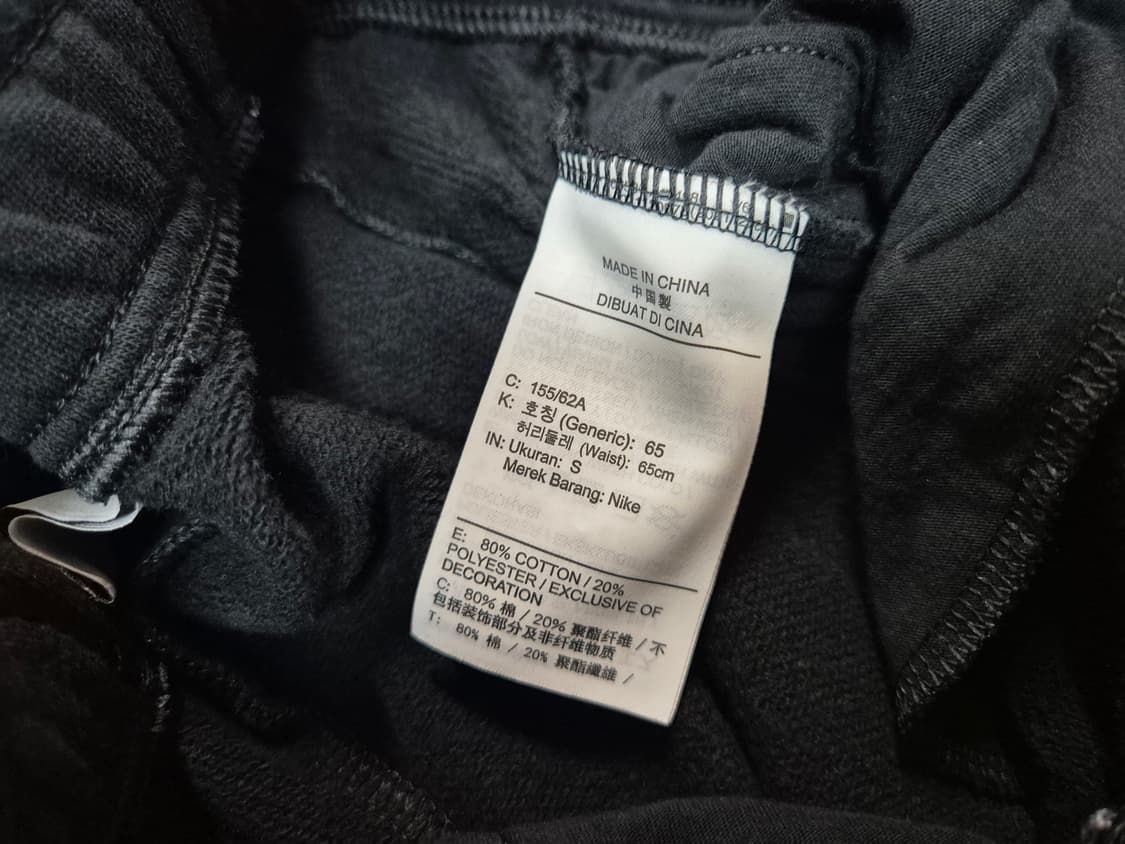 MADE IN CHINA
中国製
DIBUAT DI CINA
C: 155/62A
K: 호칭 (Generic): 65
허리둘레 (Waist): 65cm
IN: Ukuran: S
Merek Barang: Nike
E: 80% COTTON / 20%
POLYESTER / EXCLUSIVE OF
DECORATION
C: 80% 棉 / 20% 聚酯纤维 / 不
包括装饰部分及非纤维物质
T: 80% 棉 / 20% 聚酯纖維 /